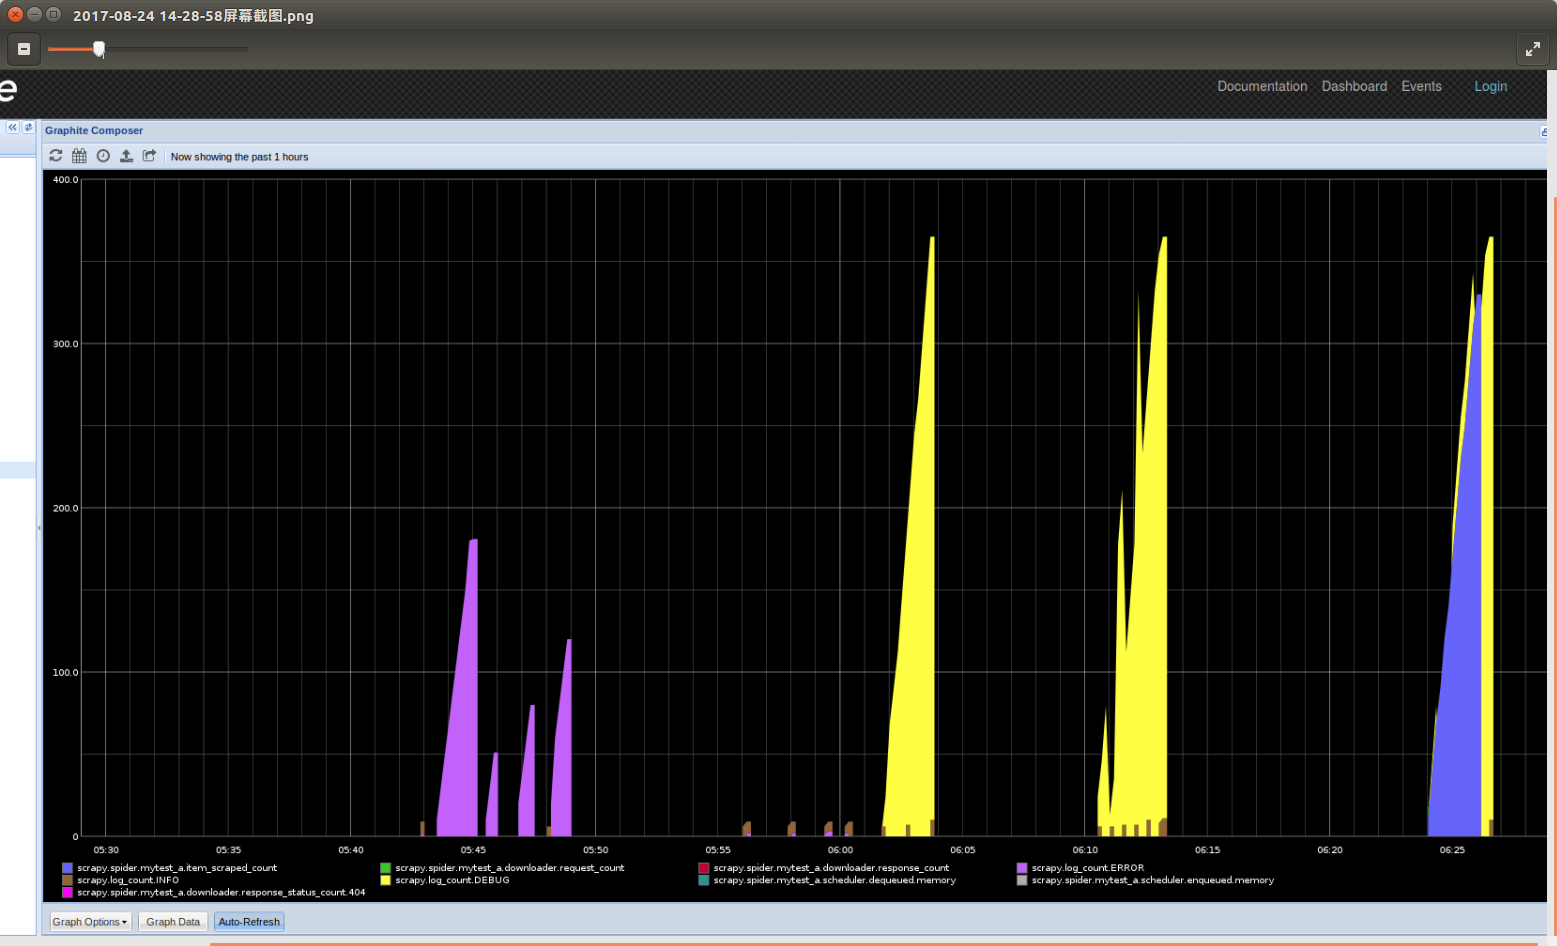 2017-08-24 14-28-58屏幕截图.png
e
Documentation Dashboard Events Login
Graphite Composer
Now showing the past 1 hours
400.0
300.0
200.0
100.0
0
05:30 05:35 05:40 05:45 05:50 05:55 06:00 06:05 06:10 06:15 06:20 06:25
scrapy.spider.mytest_a.item_scraped_count scrapy.spider.mytest_a.downloader.request_count scrapy.spider.mytest_a.downloader.response_count scrapy.log_count.ERROR
scrapy.log_count.INFO scrapy.log_count.DEBUG scrapy.spider.mytest_a.scheduler.dequeued.memory scrapy.spider.mytest_a.scheduler.enqueued.memory
scrapy.spider.mytest_a.downloader.response_status_count.404
Graph Options Graph Data Auto-Refresh